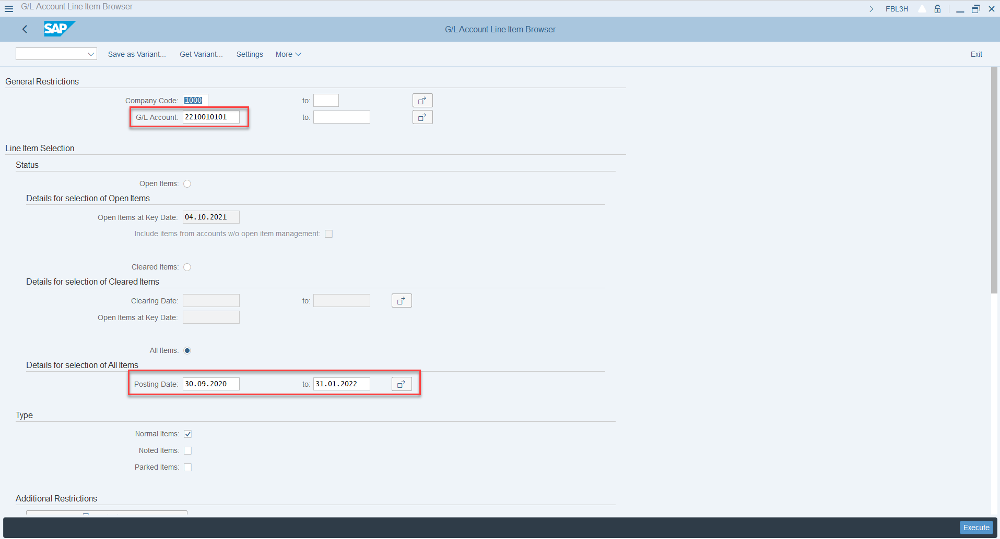 G/L Account Line Item Browser
FBL3H
SAP
G/L Account Line Item Browser
Save as Variant... Get Variant... Settings More Exit
General Restrictions
Company Code: 1000 to:
G/L Account: 2210010101 to:
Line Item Selection
Status
Open Items:
Details for selection of Open Items
Open Items at Key Date: 04.10.2021
Include items from accounts w/o open item management:
Cleared Items:
Details for selection of Cleared Items
Clearing Date: to:
Open Items at Key Date:
All Items:
Details for selection of All Items
Posting Date: 30.09.2020 to: 31.01.2022
Type
Normal Items:
Noted Items:
Parked Items:
Additional Restrictions
Execute